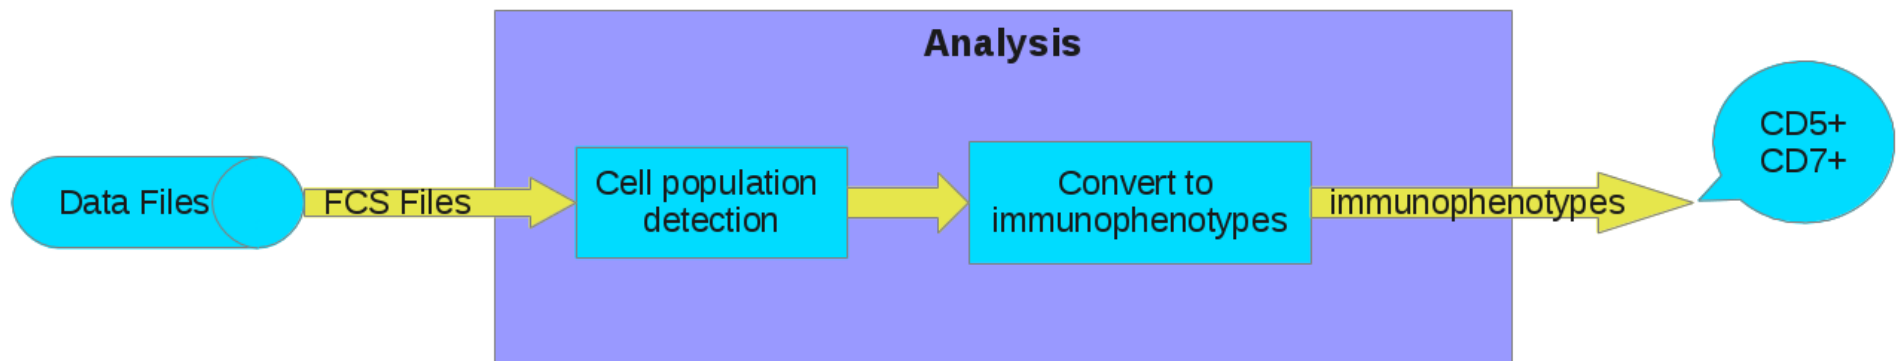 Analysis
Data Files
FCS Files
Cell population
detection
Convert to
immunophenotypes
immunophenotypes
CD5+
CD7+